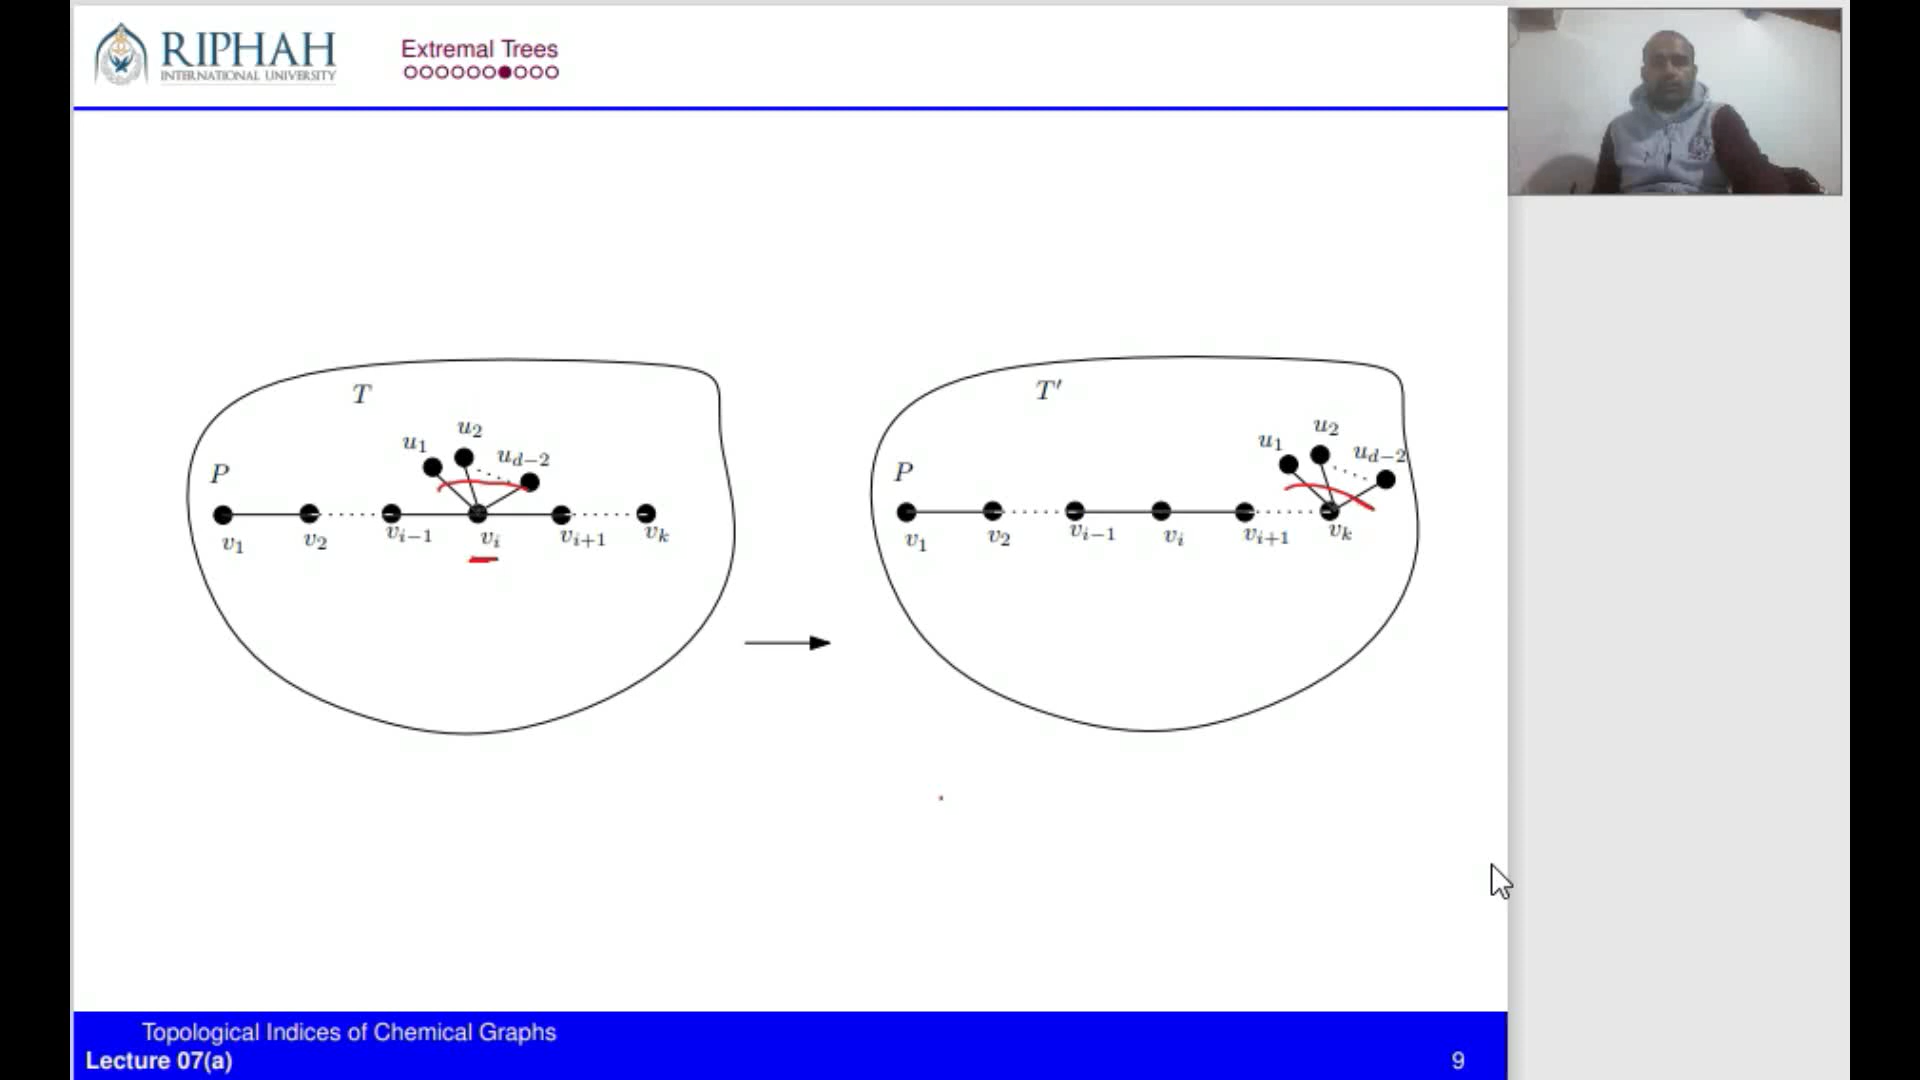 RIPHAH
INTERNATIONAL UNIVERSITY
Extremal Trees
T
u1 u2 ud−2
P
v1 v2 vi−1 vi vi+1 vk
T′
u1 u2 ud−2
P
v1 v2 vi−1 vi vi+1 vk
Topological Indices of Chemical Graphs
Lecture 07(a)
9